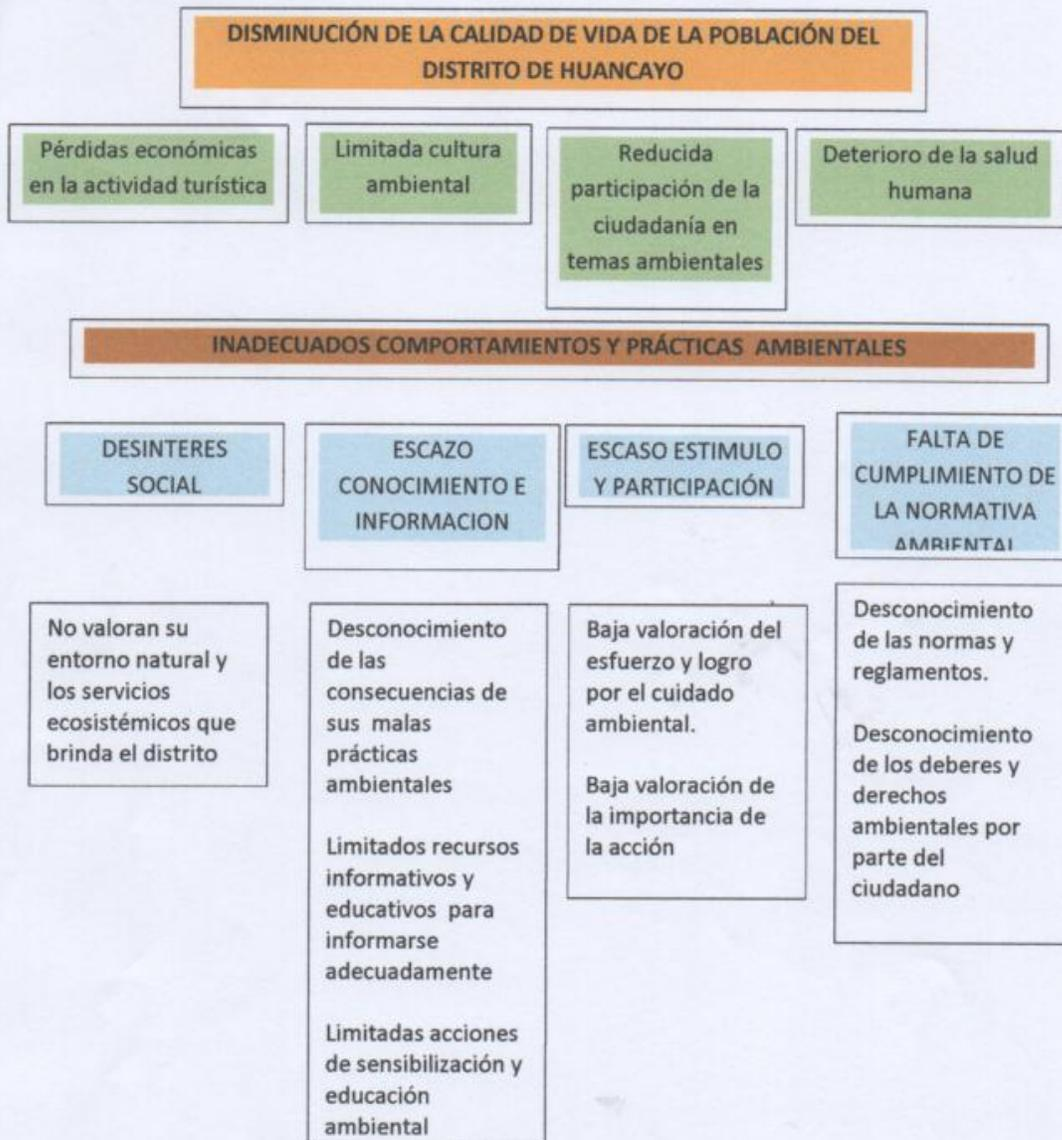 DISMINUCIÓN DE LA CALIDAD DE VIDA DE LA POBLACIÓN DEL
DISTRITO DE HUANCAYO
Pérdidas económicas
en la actividad turística
Limitada cultura
ambiental
Reducida
participación de la
ciudadanía en
temas ambientales
Deterioro de la salud
humana
INADECUADOS COMPORTAMIENTOS Y PRÁCTICAS AMBIENTALES
DESINTERES
SOCIAL
ESCAZO
CONOCIMIENTO E
INFORMACION
ESCASO ESTIMULO
Y PARTICIPACIÓN
FALTA DE
CUMPLIMIENTO DE
LA NORMATIVA
AMBIENTAL
No valoran su
entorno natural y
los servicios
ecosistémicos que
brinda el distrito
Desconocimiento
de las
consecuencias de
sus malas
prácticas
ambientales
Limitados recursos
informativos y
educativos para
informarse
adecuadamente
Limitadas acciones
de sensibilización y
educación
ambiental
Baja valoración del
esfuerzo y logro
por el cuidado
ambiental.
Baja valoración de
la importancia de
la acción
Desconocimiento
de las normas y
reglamentos.
Desconocimiento
de los deberes y
derechos
ambientales por
parte del
ciudadano